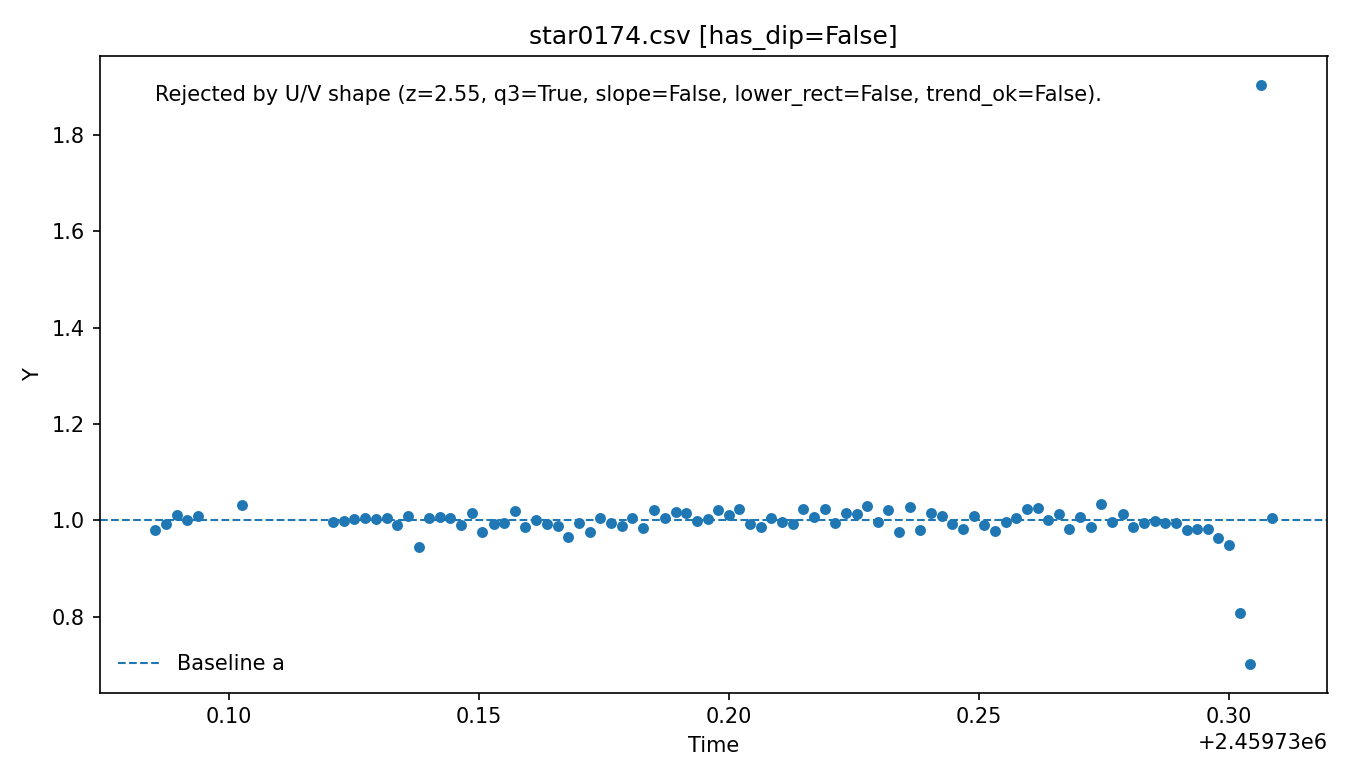 star0174.csv [has_dip=False]
Rejected by U/V shape (z=2.55, q3=True, slope=False, lower_rect=False, trend_ok=False).
1.8
1.6
1.4
1.2
1.0
0.8
Y
Baseline a
0.10 0.15 0.20 0.25 0.30
Time
+2.45973e6